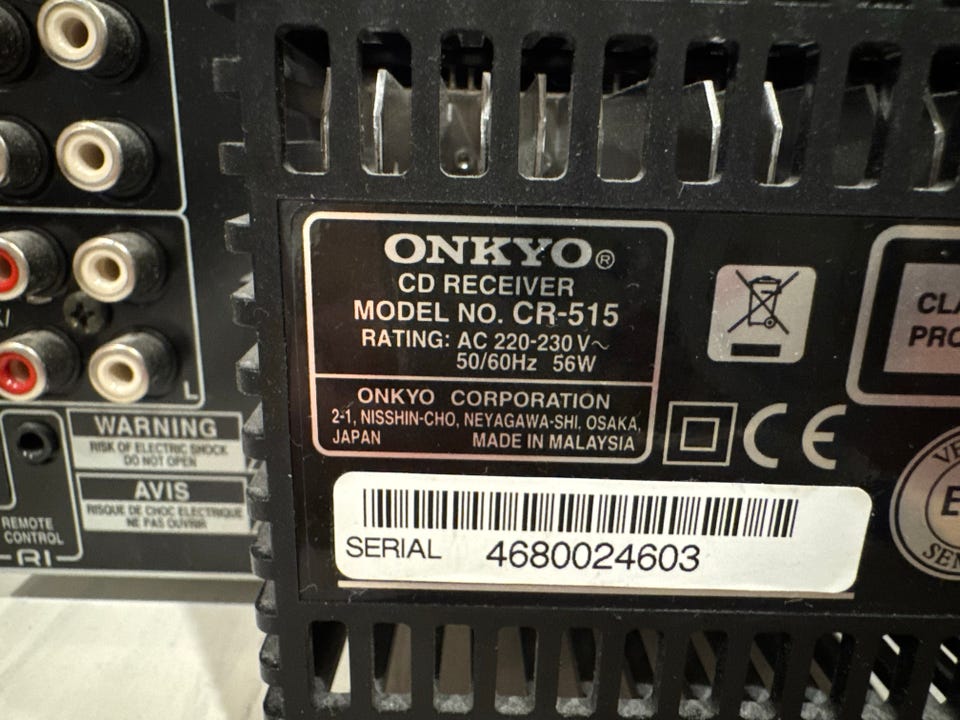 ONKYO®
CD RECEIVER
MODEL NO. CR-515
RATING: AC 220-230 V~
50/60Hz 56W
ONKYO CORPORATION
2-1, NISSHIN-CHO, NEYAGAWA-SHI, OSAKA,
JAPAN MADE IN MALAYSIA
CE
SERIAL 4680024603
L
WARNING
RISK OF ELECTRIC SHOCK
DO NOT OPEN
AVIS
RISQUE DE CHOC ELECTRIQUE
NE PAS OUVRIR
REMOTE
CONTROL
RI